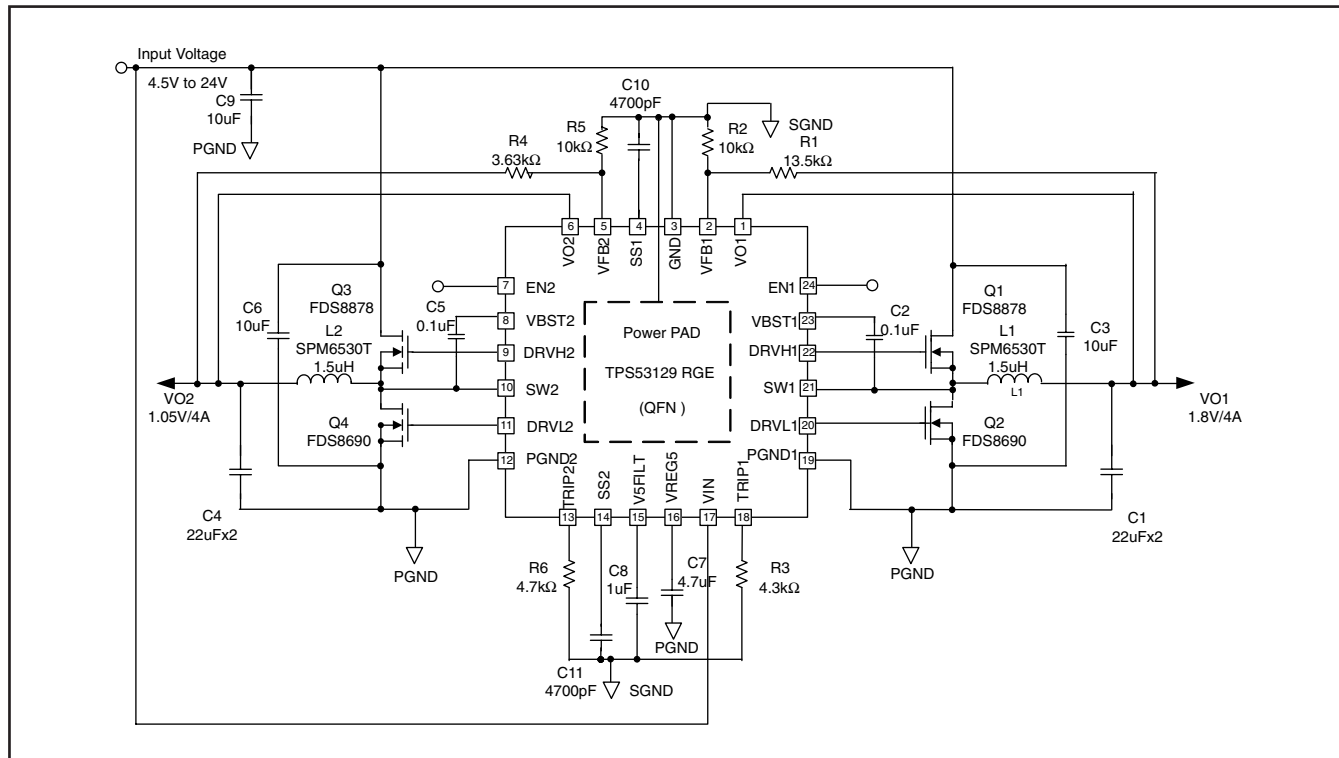 Input Voltage
4.5V to 24V
C9
10uF
PGND
C10
4700pF
R5
10kΩ
R4
3.63kΩ
R2
10kΩ
SGND
R1
13.5kΩ
6
5
4
3
2
1
VO2
VFB2
SS1
GND
VFB1
VO1
7
EN2
8
VBST2
9
DRVH2
10
SW2
11
DRVL2
12
PGND2
24
EN1
23
VBST1
22
DRVH1
21
SW1
20
DRVL1
19
PGND1
Power PAD
TPS53129 RGE
(QFN )
Q3
FDS8878
C6
10uF
L2
SPM6530T
1.5uH
C5
0.1uF
VO2
1.05V/4A
Q4
FDS8690
C4
22uFx2
PGND
C2
0.1uF
Q1
FDS8878
L1
SPM6530T
1.5uH
L1
C3
10uF
VO1
1.8V/4A
Q2
FDS8690
C1
22uFx2
PGND
TRIP2
SS2
V5FILT
VREG5
VIN
TRIP1
13
14
15
16
17
18
R6
4.7kΩ
C8
1uF
C7
4.7uF
R3
4.3kΩ
PGND
C11
4700pF
SGND